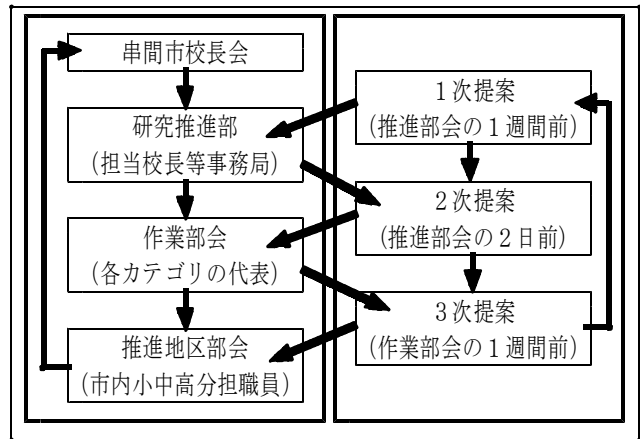 串間市校長会
研究推進部
(担当校長等事務局)
作業部会
(各カテゴリの代表)
推進地区部会
(市内小中高分担職員)
1次提案
(推進部会の1週間前)
2次提案
(推進部会の2日前)
3次提案
(作業部会の1週間前)